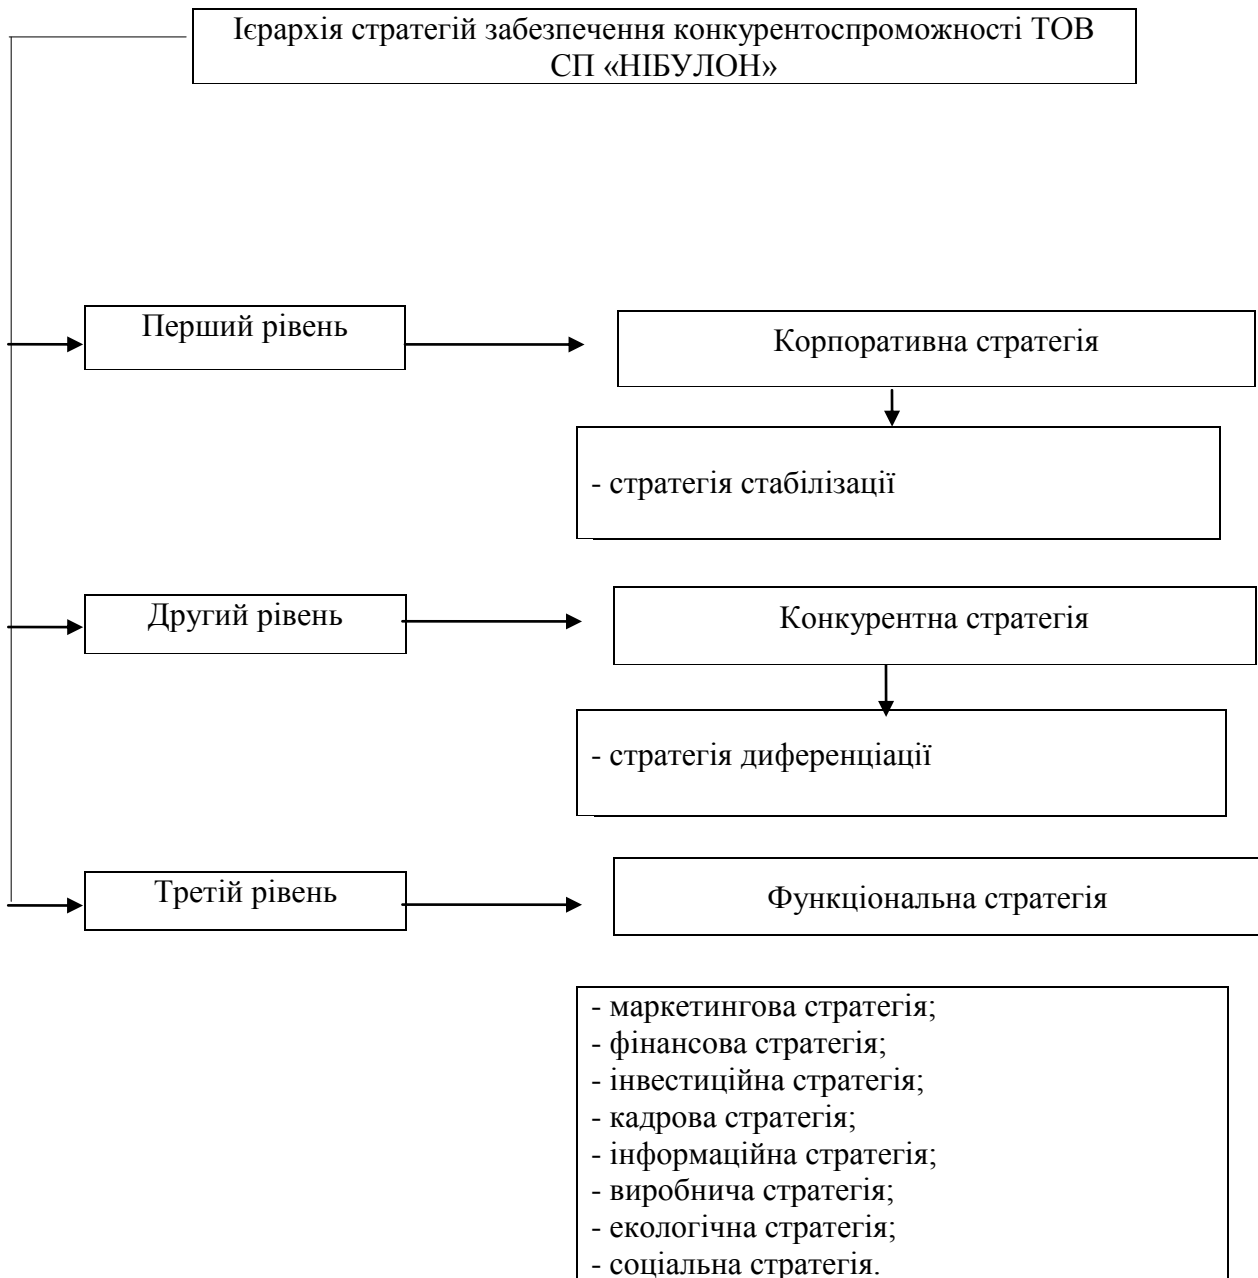 Ієрархія стратегій забезпечення конкурентоспроможності ТОВ
СП «НІБУЛОН»
Перший рівень
Корпоративна стратегія
- стратегія стабілізації
Другий рівень
Конкурентна стратегія
- стратегія диференціації
Третій рівень
Функціональна стратегія
- маркетингова стратегія;
- фінансова стратегія;
- інвестиційна стратегія;
- кадрова стратегія;
- інформаційна стратегія;
- виробнича стратегія;
- екологічна стратегія;
- соціальна стратегія.